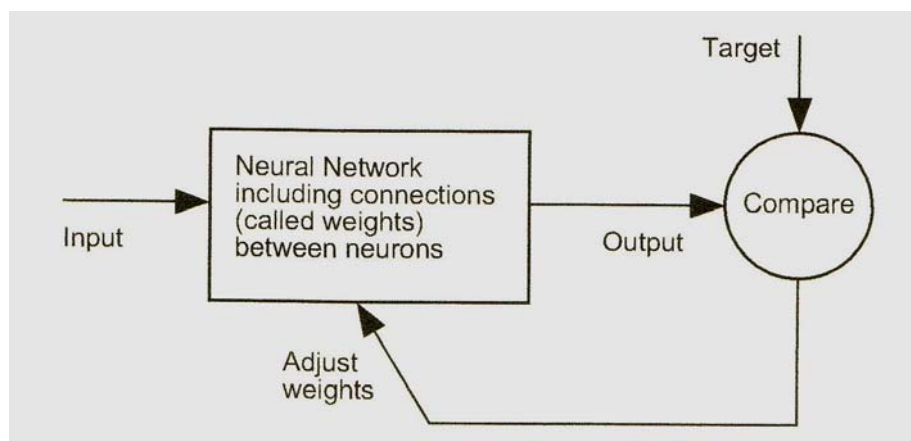 Target
Neural Network
including connections
(called weights)
between neurons
Compare
Input
Output
Adjust
weights